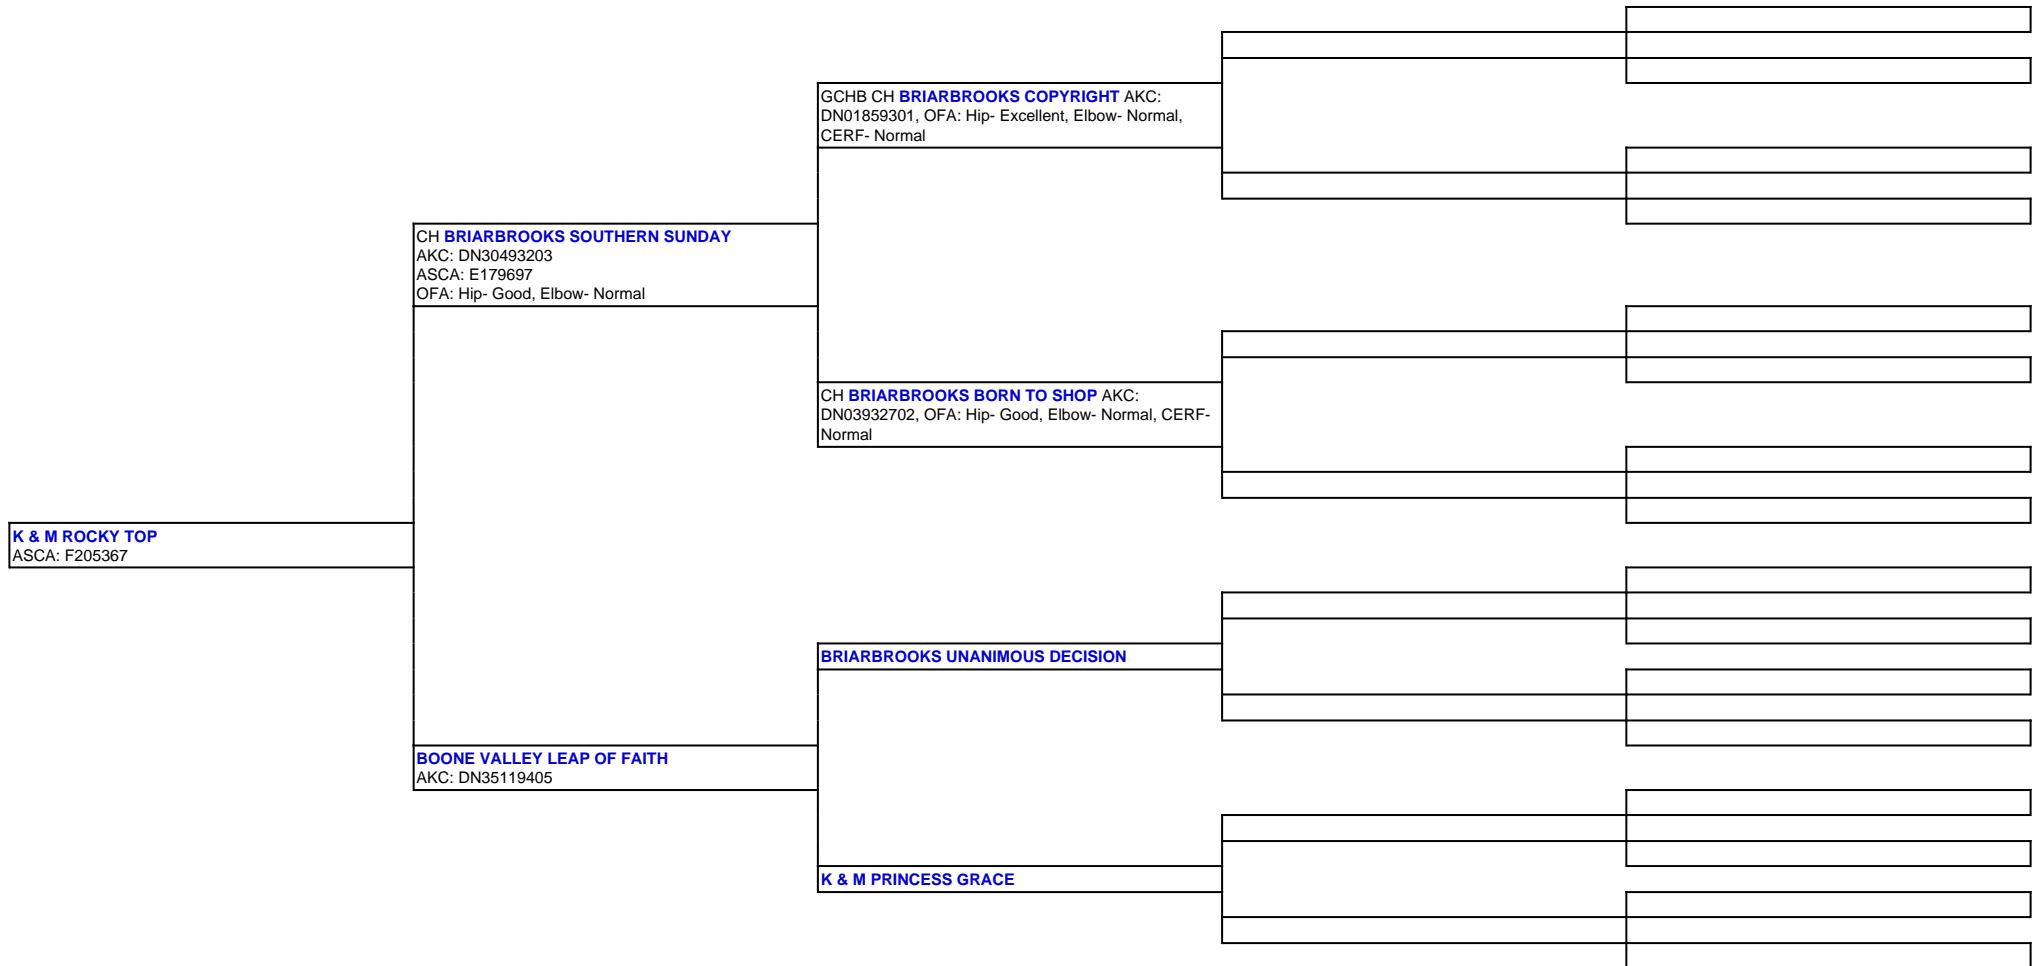 GCHB CH BRIARBROOKS COPYRIGHT AKC:
DN01859301, OFA: Hip- Excellent, Elbow- Normal,
CERF- Normal
CH BRIARBROOKS SOUTHERN SUNDAY
AKC: DN30493203
ASCA: E179697
OFA: Hip- Good, Elbow- Normal
CH BRIARBROOKS BORN TO SHOP AKC:
DN03932702, OFA: Hip- Good, Elbow- Normal, CERF-
Normal
K & M ROCKY TOP
ASCA: F205367
BRIARBROOKS UNANIMOUS DECISION
BOONE VALLEY LEAP OF FAITH
AKC: DN35119405
K & M PRINCESS GRACE